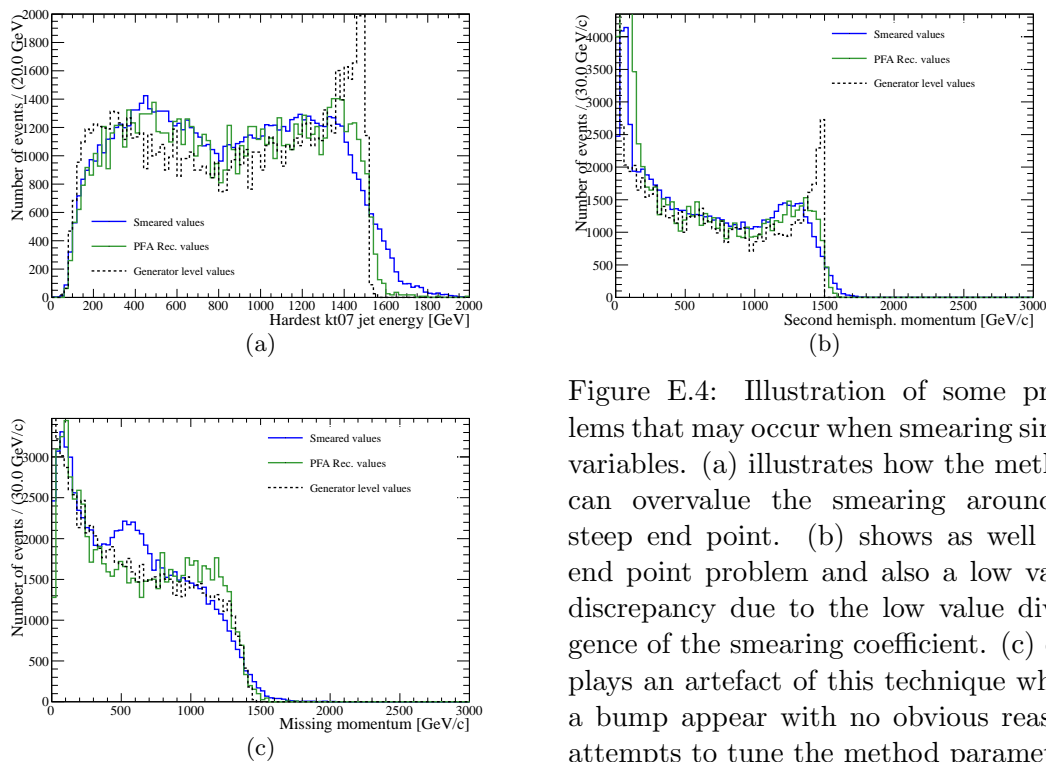 Number of events / (20.0 GeV)
2000
1800
1600
1400
1200
1000
800
600
400
200
0
Smeared values
PFA Rec. values
Generator level values
0 200 400 600 800 1000 1200 1400 1600 1800 2000
Hardest kt07 jet energy [GeV]
(a)
Number of events / (30.0 GeV/c)
4000
3500
3000
2500
2000
1500
1000
500
0
Smeared values
PFA Rec. values
Generator level values
0 500 1000 1500 2000 2500 3000
Second hemisph. momentum [GeV/c]
(b)
Number of events / (30.0 GeV/c)
3000
2500
2000
1500
1000
500
0
Smeared values
PFA Rec. values
Generator level values
0 500 1000 1500 2000 2500 3000
Missing momentum [GeV/c]
(c)
Figure E.4: Illustration of some pr
lems that may occur when smearing
variables. (a) illustrates how the
can overvalue the smearing around
steep end point. (b) shows as well
end point problem and also a low
discrepancy due to the low value
gence of the smearing coefficient. (c)
plays an artefact of this technique
a bump appear with no obvious
attempts to tune the method